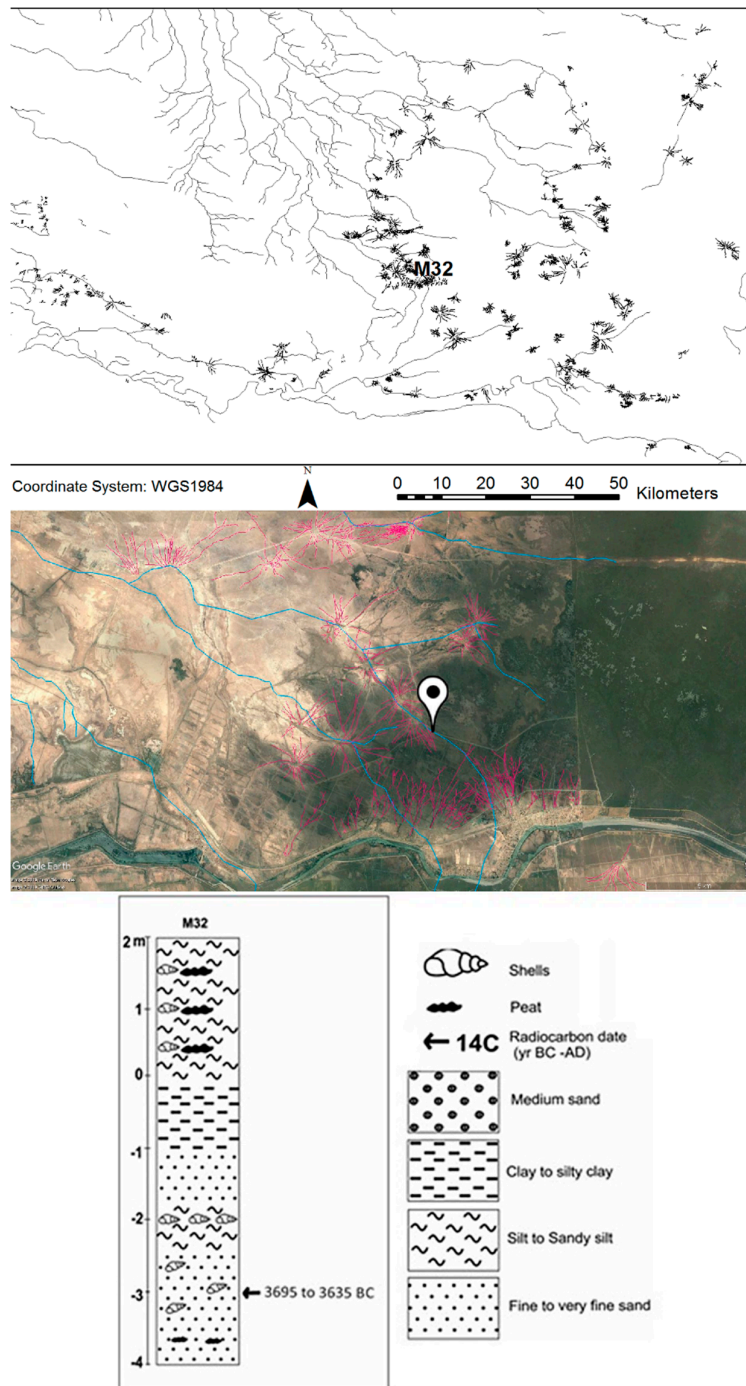 M32
N
Coordinate System: WGS1984
0 10 20 30 40 50 Kilometers
Google Earth
M32
2 m
1
0
-1
-2
-3
-4
3695 to 3635 BC
Shells
Peat
14C Radiocarbon date
(yr BC -AD)
Medium sand
Clay to silty clay
Silt to Sandy silt
Fine to very fine sand